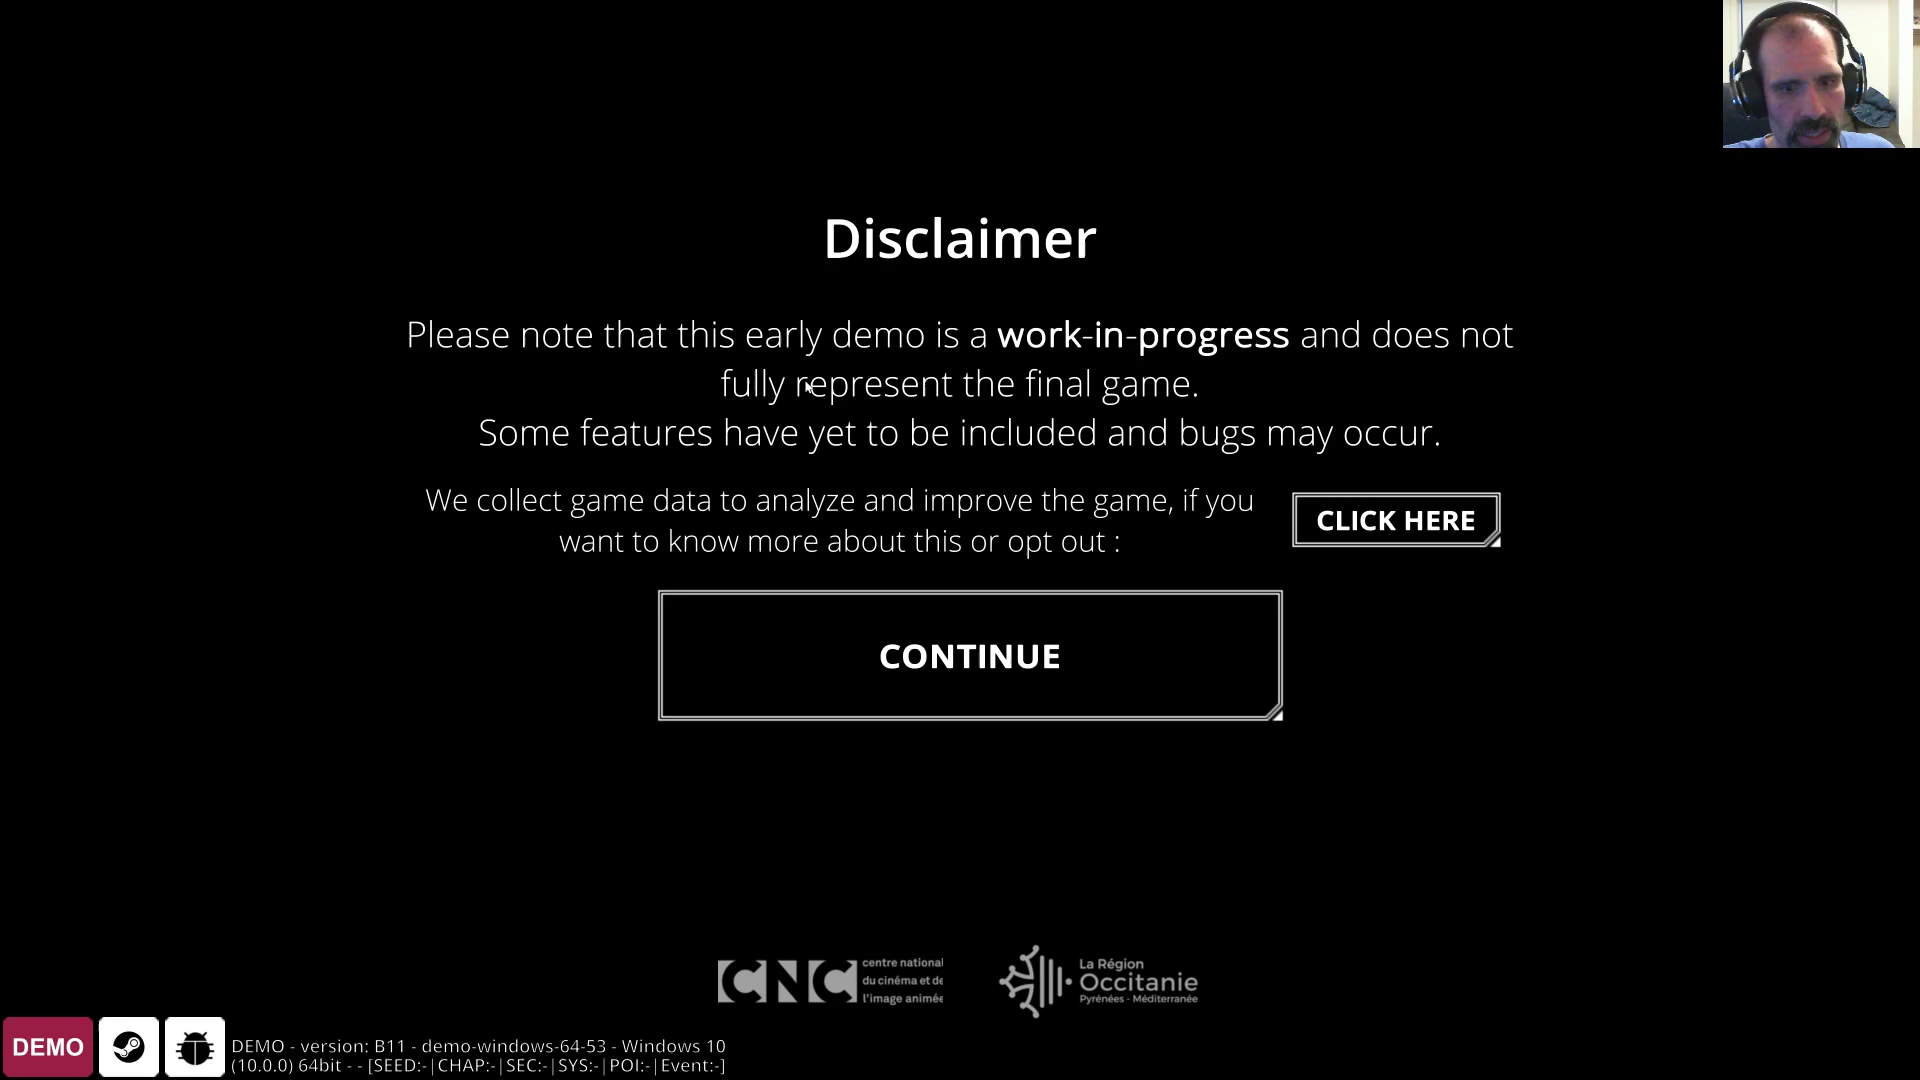 Disclaimer
Please note that this early demo is a work-in-progress and does not
fully represent the final game.
Some features have yet to be included and bugs may occur.
We collect game data to analyze and improve the game, if you
want to know more about this or opt out :
CLICK HERE
CONTINUE
CNC
centre national
du cinéma et de
l'image animée
La Région
Occitanie
Pyrénées - Méditerranée
DEMO
DEMO - version: B11 - demo-windows-64-53 - Windows 10
(10.0.0) 64bit - - [SEED:-|CHAP:-|SEC:-|SYS:-|POI:-|Event:-]